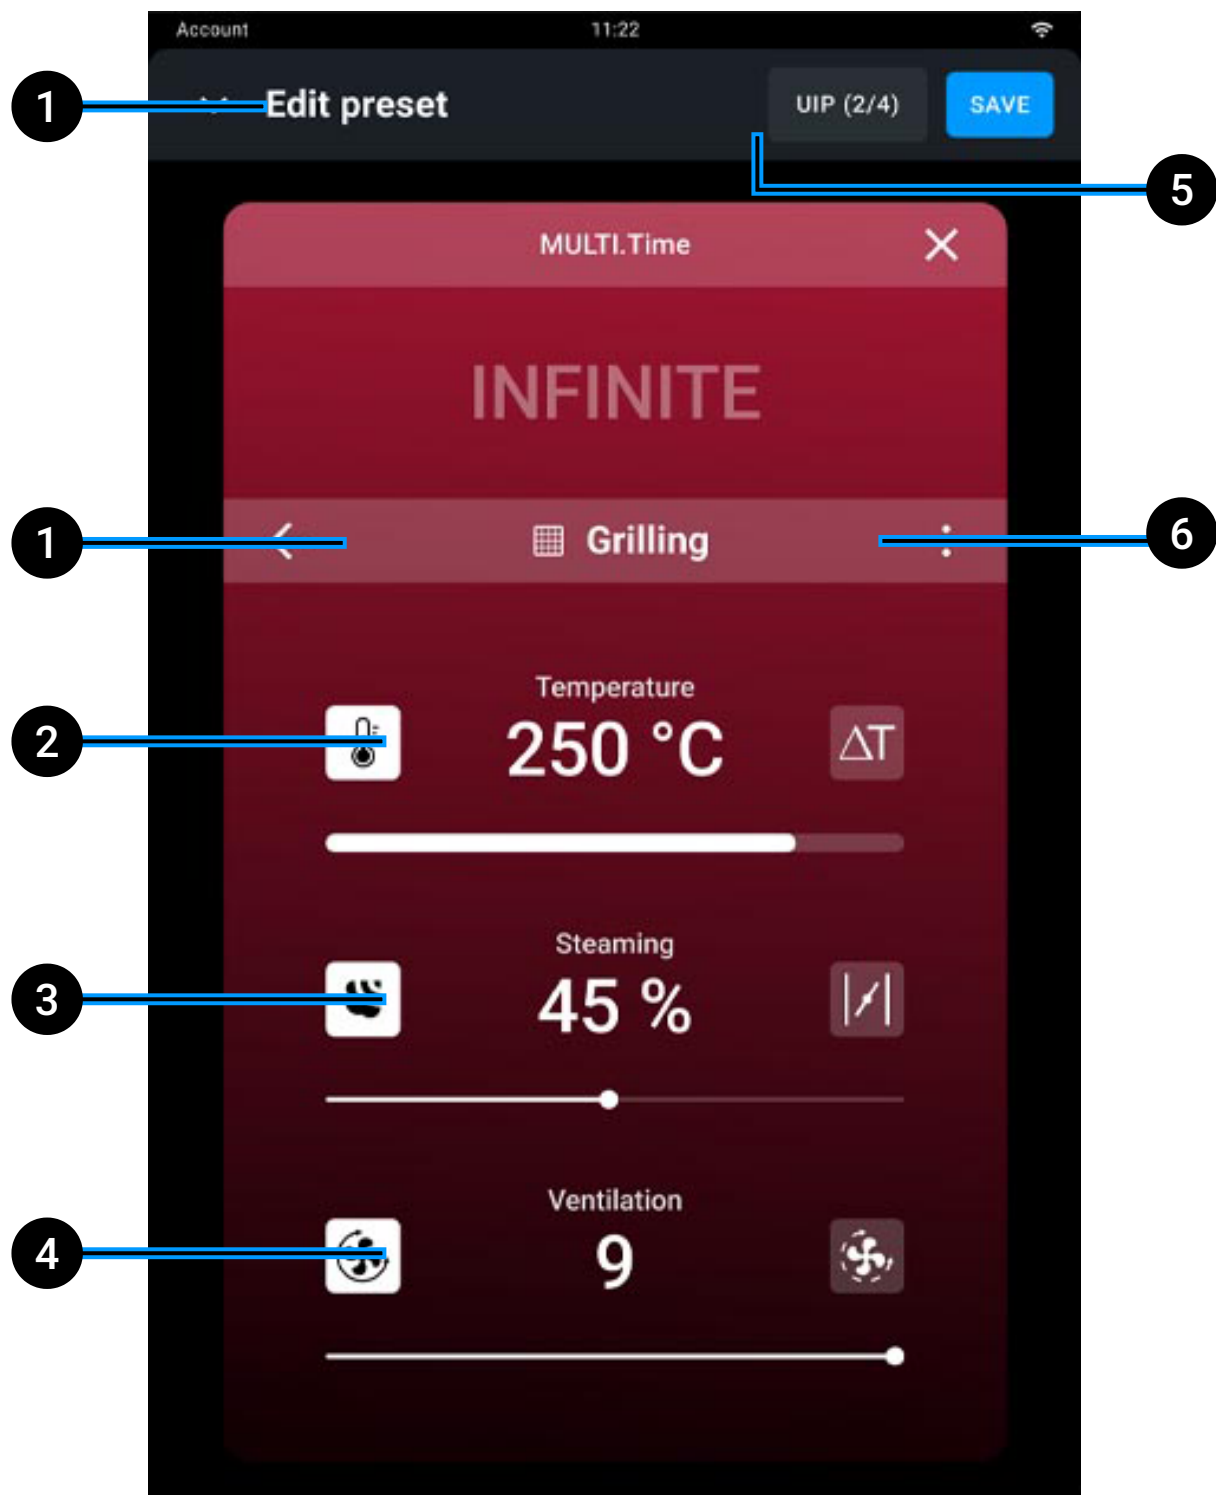 Account 11:22
1 Edit preset UIP (2/4) SAVE
5
MULTI.Time
INFINITE
1 Grilling 6
Temperature
2 250 °C ΔT
Steaming
3 45 %
Ventilation
4 9